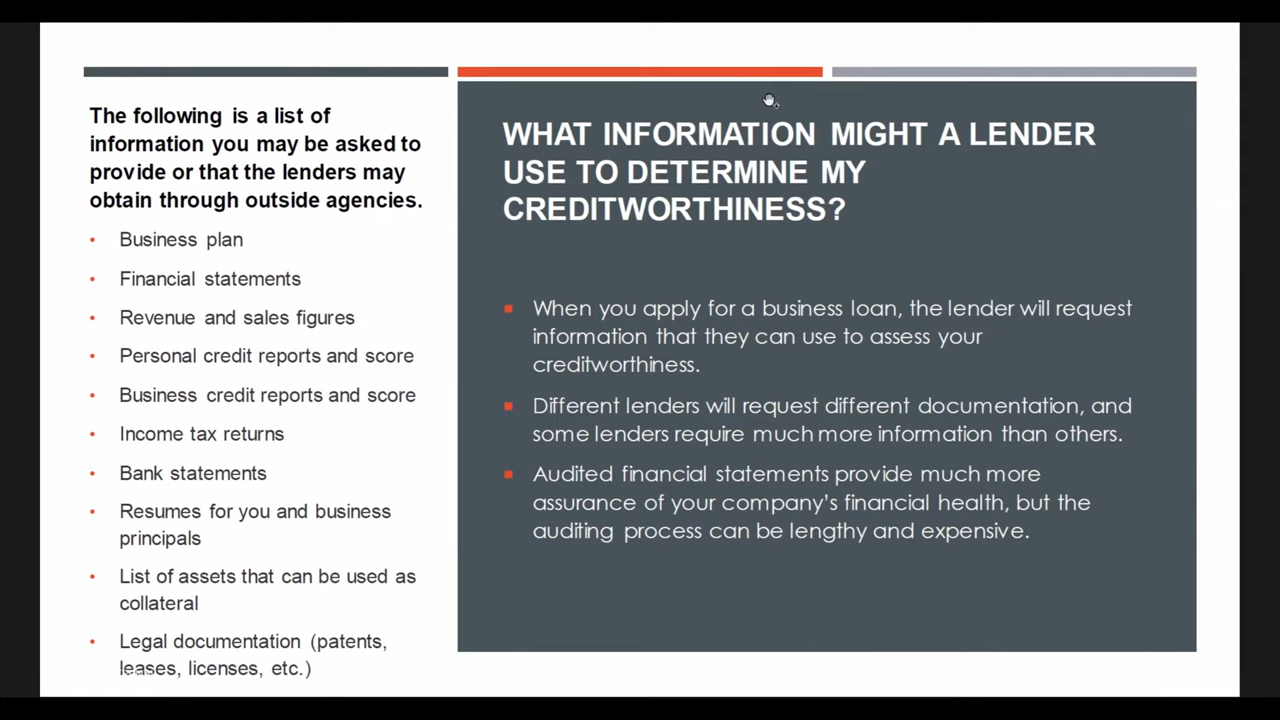 The following is a list of
information you may be asked to
provide or that the lenders may
obtain through outside agencies.
• Business plan
• Financial statements
• Revenue and sales figures
• Personal credit reports and score
• Business credit reports and score
• Income tax returns
• Bank statements
• Resumes for you and business
principals
• List of assets that can be used as
collateral
• Legal documentation (patents,
leases, licenses, etc.)
WHAT INFORMATION MIGHT A LENDER
USE TO DETERMINE MY
CREDITWORTHINESS?
▪ When you apply for a business loan, the lender will request
information that they can use to assess your
creditworthiness.
▪ Different lenders will request different documentation, and
some lenders require much more information than others.
▪ Audited financial statements provide much more
assurance of your company’s financial health, but the
auditing process can be lengthy and expensive.